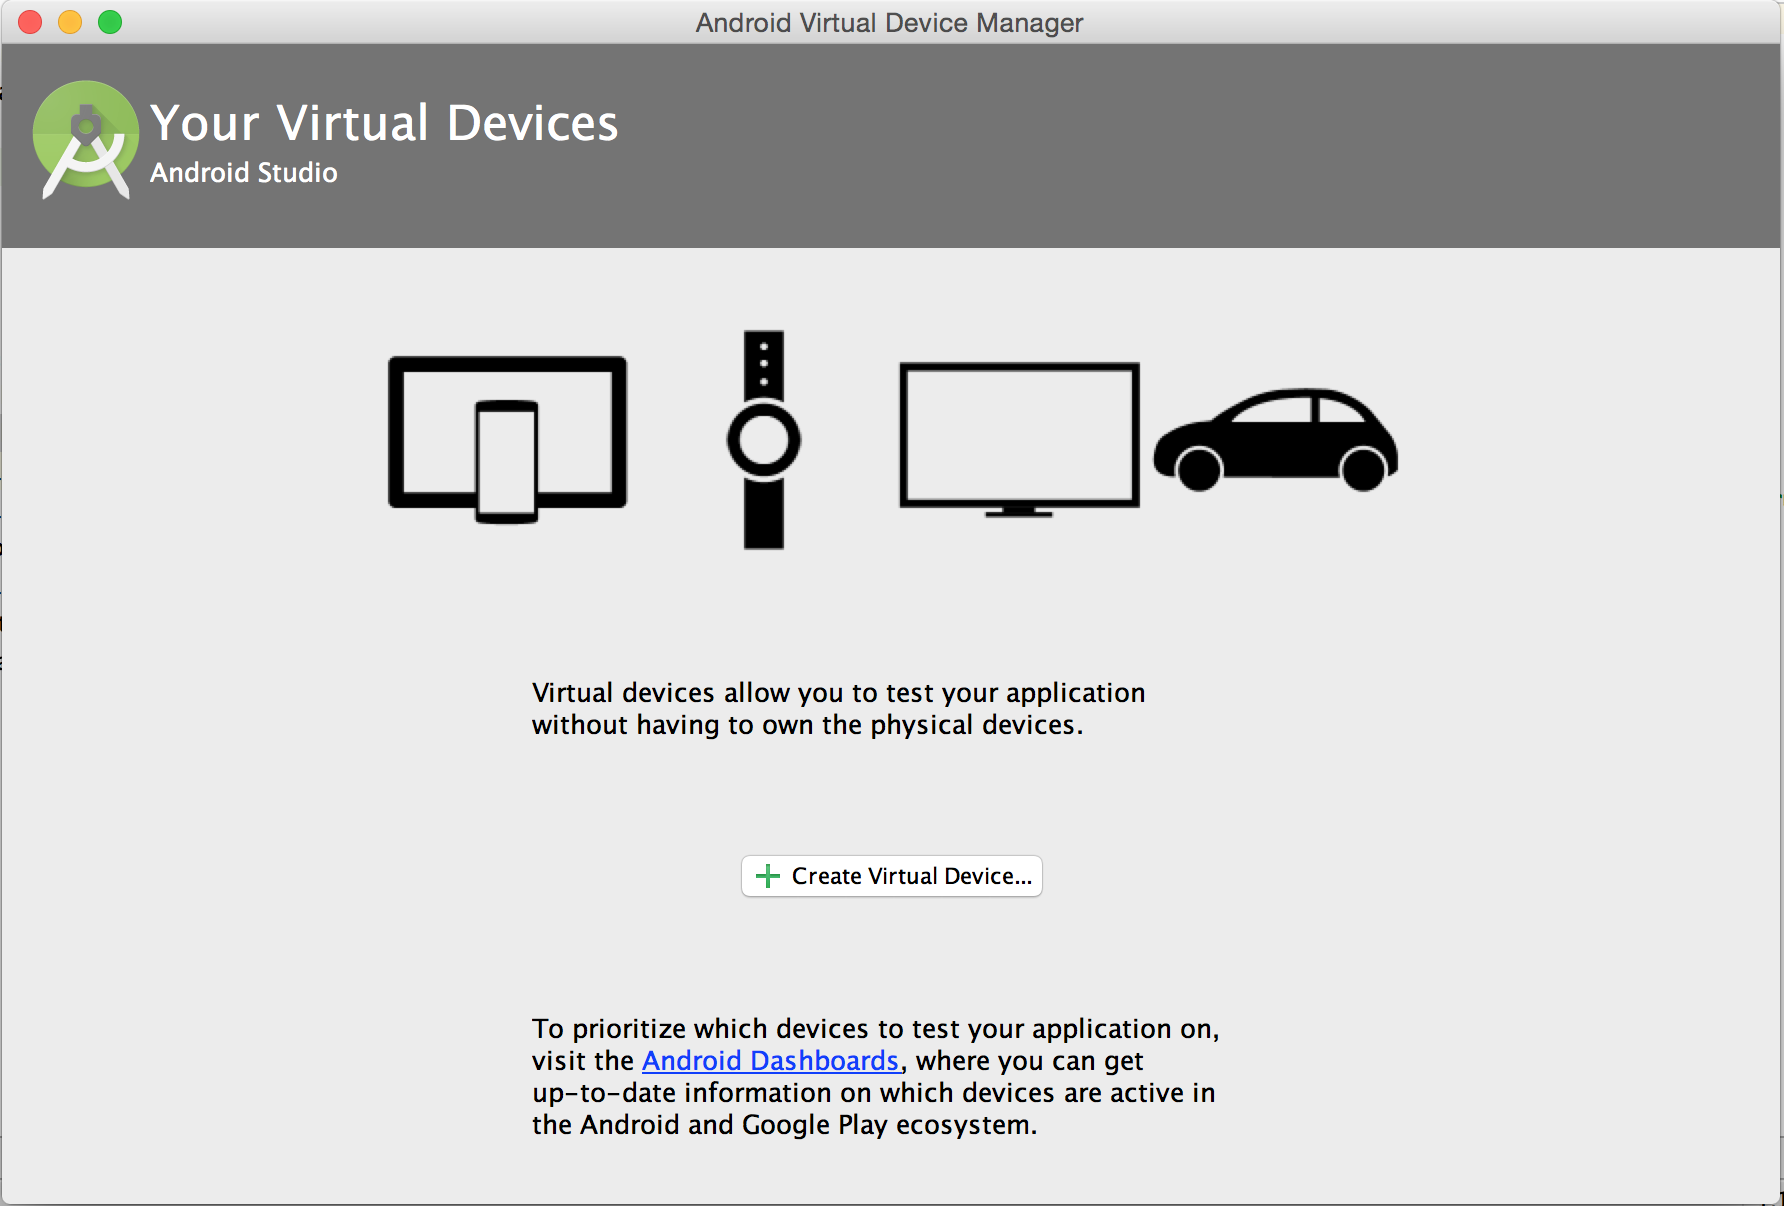 Android Virtual Device Manager
Your Virtual Devices
Android Studio
Virtual devices allow you to test your application
without having to own the physical devices.
Create Virtual Device...
To prioritize which devices to test your application on,
visit the Android Dashboards, where you can get
up-to-date information on which devices are active in
the Android and Google Play ecosystem.